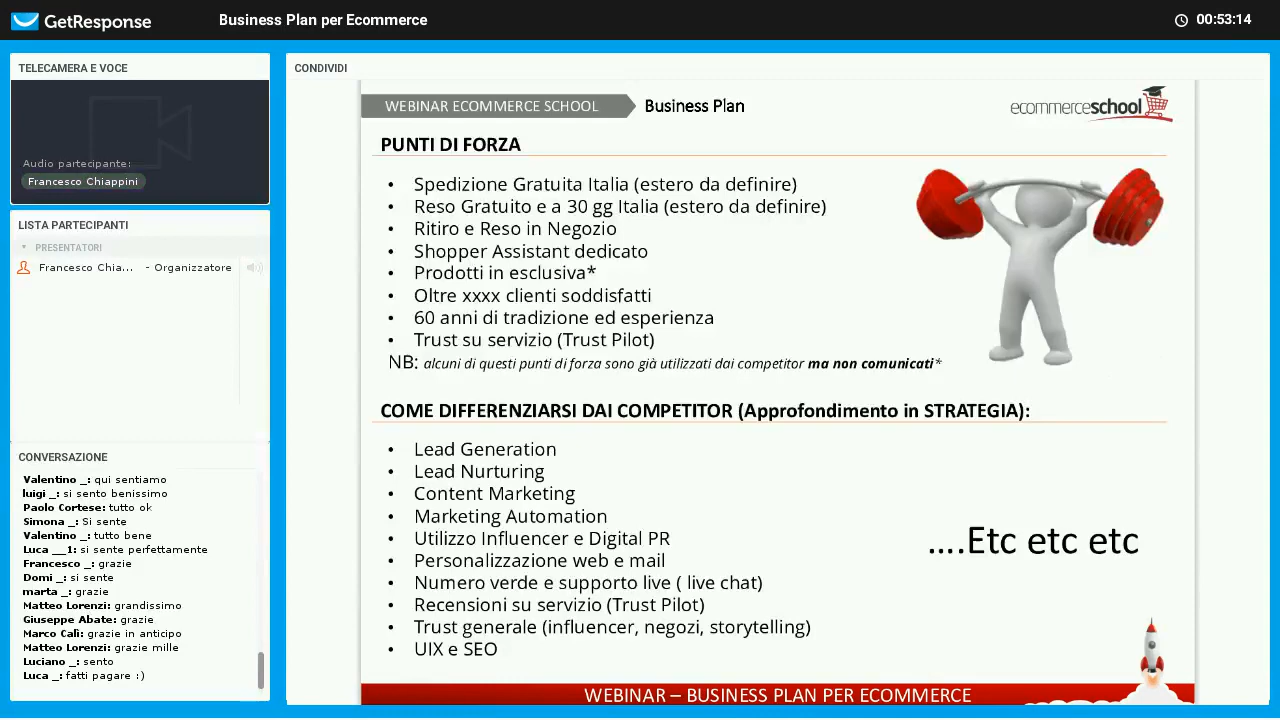 GetResponse
Business Plan per Ecommerce
00:53:14
TELECAMERA E VOCE
Audio partecipante:
Francesco Chiappini
LISTA PARTECIPANTI
• PRESENTATORI
Francesco Chia... - Organizzatore
CONVERSAZIONE
Valentino _: qui sentiamo
luigi _: si sento benissimo
Paolo Cortese: tutto ok
Simona _: Si sente
Valentino _: tutto bene
Luca __1: si sente perfettamente
Francesco _: grazie
Domi _: si sente
marta _: grazie
Matteo Lorenzi: grandissimo
Giuseppe Abate: grazie
Marco Calì: grazie in anticipo
Matteo Lorenzi: grazie mille
Luciano _: sento
Luca _: fatti pagare :)
CONDIVIDI
WEBINAR ECOMMERCE SCHOOL
Business Plan
ecommerceschool
PUNTI DI FORZA
• Spedizione Gratuita Italia (estero da definire)
• Reso Gratuito e a 30 gg Italia (estero da definire)
• Ritiro e Reso in Negozio
• Shopper Assistant dedicato
• Prodotti in esclusiva*
• Oltre xxxx clienti soddisfatti
• 60 anni di tradizione ed esperienza
• Trust su servizio (Trust Pilot)
NB: alcuni di questi punti di forza sono già utilizzati dai competitor ma non comunicati*
COME DIFFERENZIARSI DAI COMPETITOR (Approfondimento in STRATEGIA):
• Lead Generation
• Lead Nurturing
• Content Marketing
• Marketing Automation
• Utilizzo Influencer e Digital PR
• Personalizzazione web e mail
• Numero verde e supporto live ( live chat)
• Recensioni su servizio (Trust Pilot)
• Trust generale (influencer, negozi, storytelling)
• UIX e SEO
....Etc etc etc
WEBINAR – BUSINESS PLAN PER ECOMMERCE